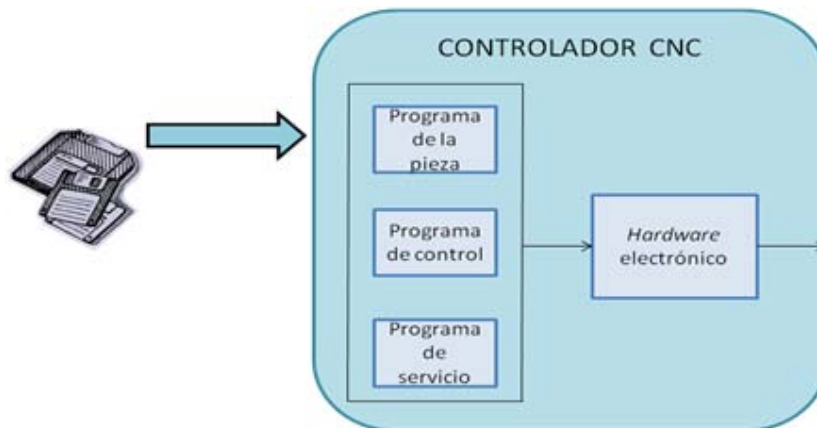 CONTROLADOR CNC
Programa
de la
pieza
Programa
de control
Programa
de
servicio
Hardware
electrónico